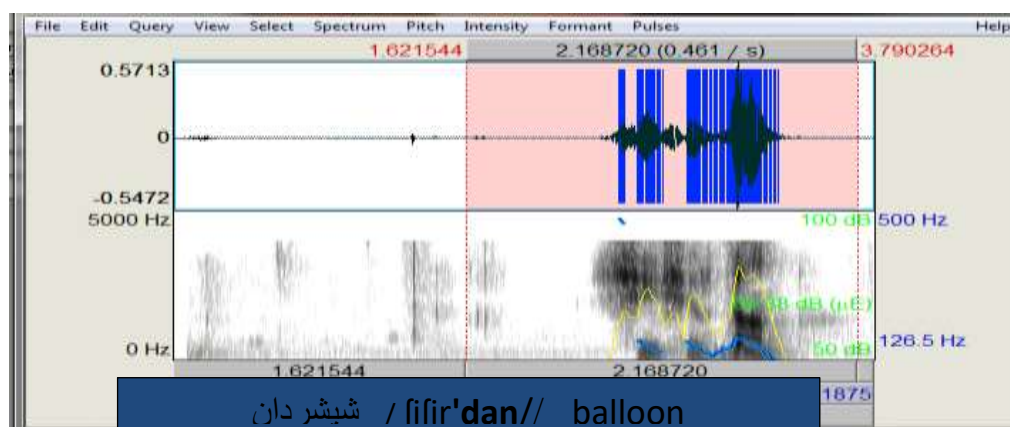 File Edit Query View Select Spectrum Pitch Intensity Formant Pulses Help
1.621544 2.168720 (0.461 / s) 3.790264
0.5713
0
-0.5472
5000 Hz 100 dB 500 Hz
38 dB (µE)
0 Hz 50 dB 126.5 Hz
1.621544 2.168720
1875
شيشردان / ʃiʃir'dan// balloon